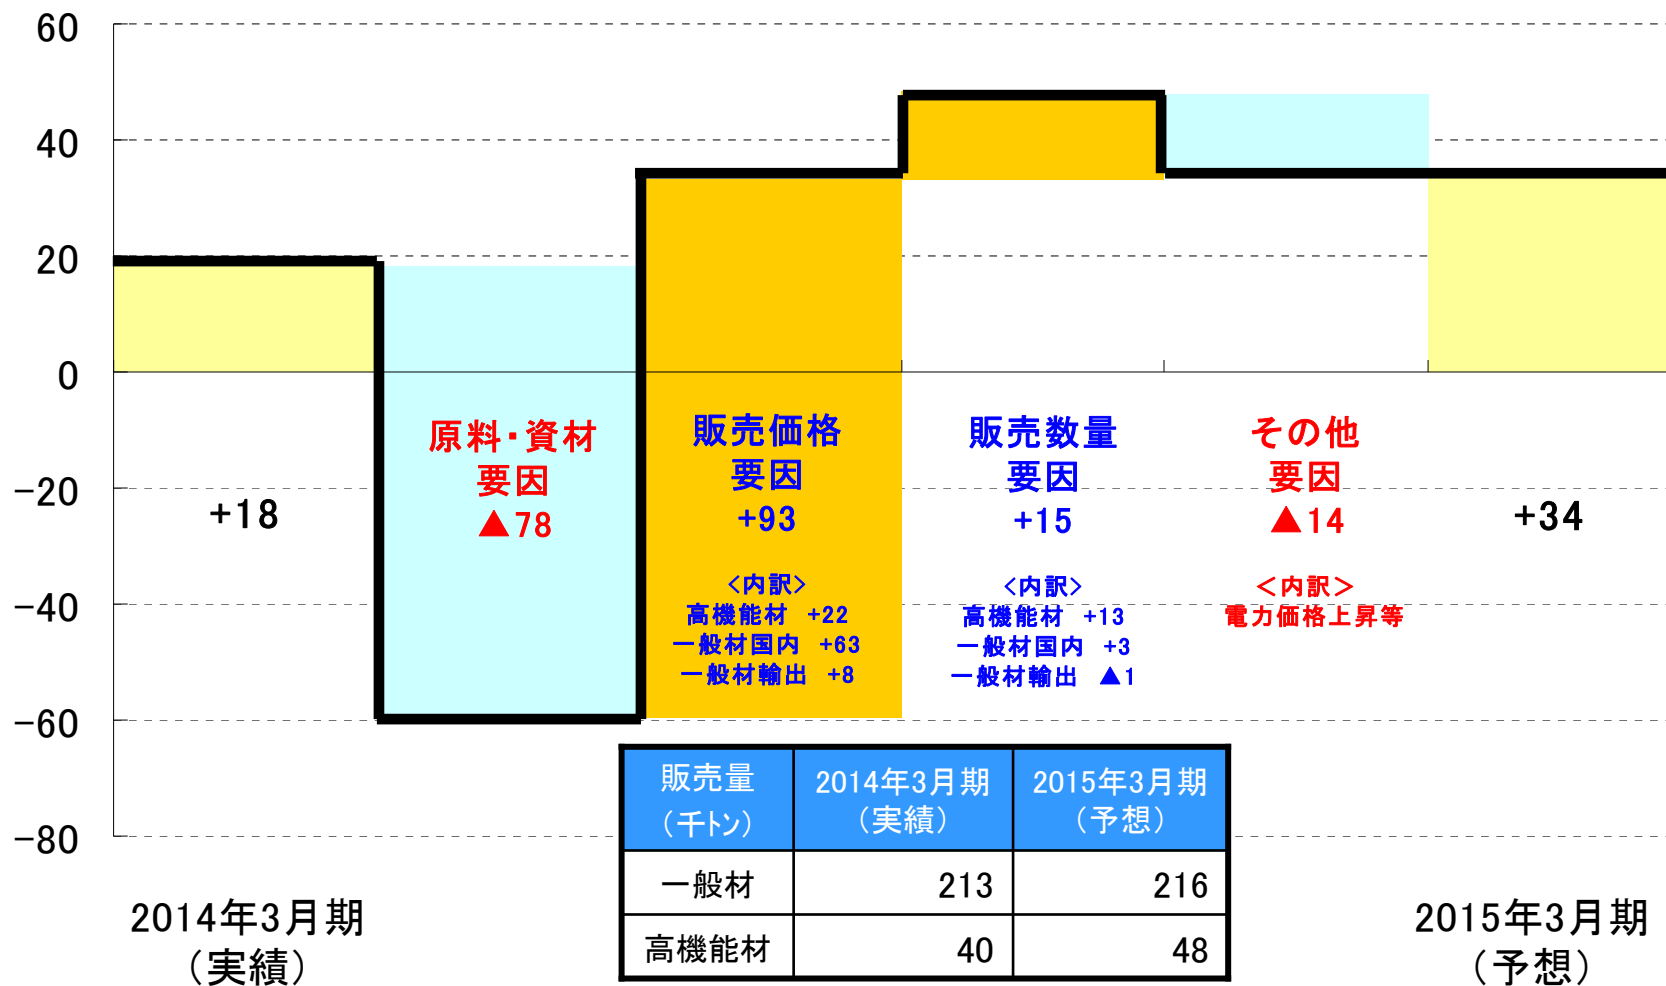 60
40
20
0
-20
-40
-60
-80
+18
原料・資材
要因
▲78
販売価格
要因
+93
<内訳>
高機能材 +22
一般材国内 +63
一般材輸出 +8
販売数量
要因
+15
<内訳>
高機能材 +13
一般材国内 +3
一般材輸出 ▲1
その他
要因
▲14
<内訳>
電力価格上昇等
+34
販売量
(千トン)
2014年3月期
(実績)
2015年3月期
(予想)
一般材 213 216
高機能材 40 48
2014年3月期
(実績)
2015年3月期
(予想)